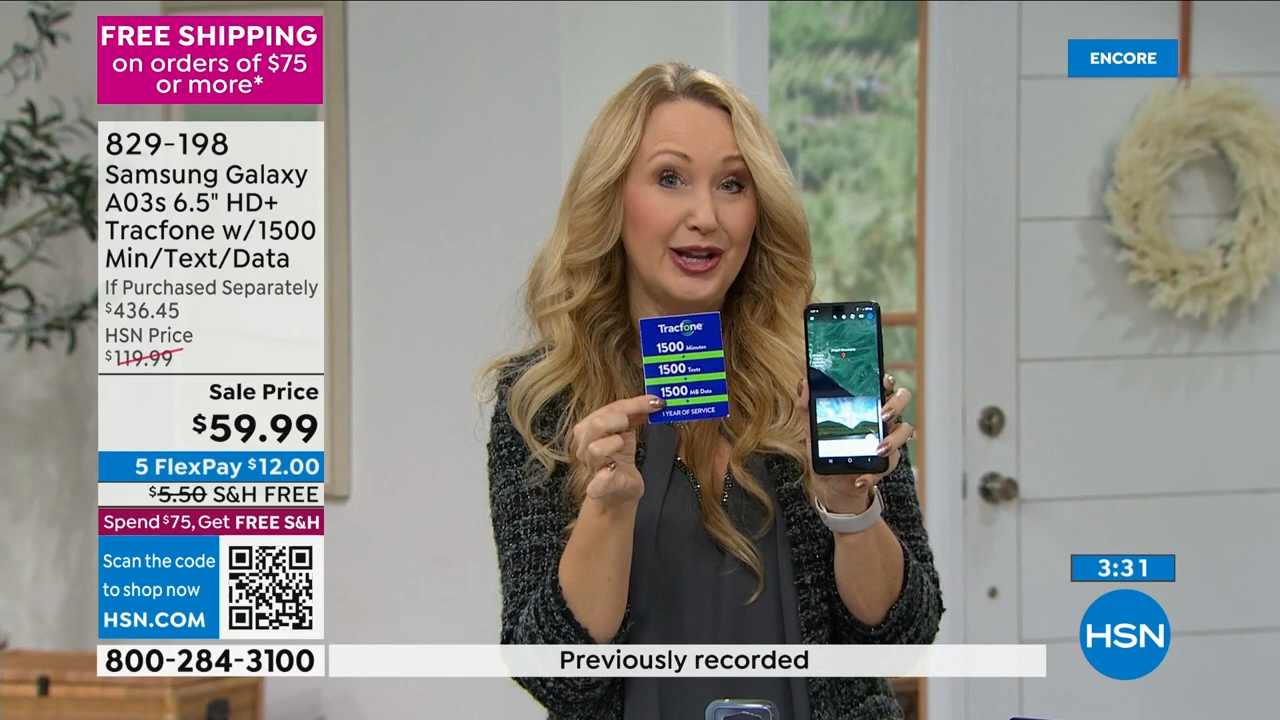 FREE SHIPPING
on orders of $75
or more*
829-198
Samsung Galaxy
A03s 6.5" HD+
Tracfone w/1500
Min/Text/Data
If Purchased Separately
$436.45
HSN Price
$119.99
Sale Price
$59.99
5 FlexPay $12.00
$5.50 S&H FREE
Spend $75, Get FREE S&H
Scan the code
to shop now
HSN.COM
800-284-3100
Previously recorded
ENCORE
Tracfone
1500 Minutes
1500 Texts
1500 MB Data
1 YEAR OF SERVICE
3:31
HSN